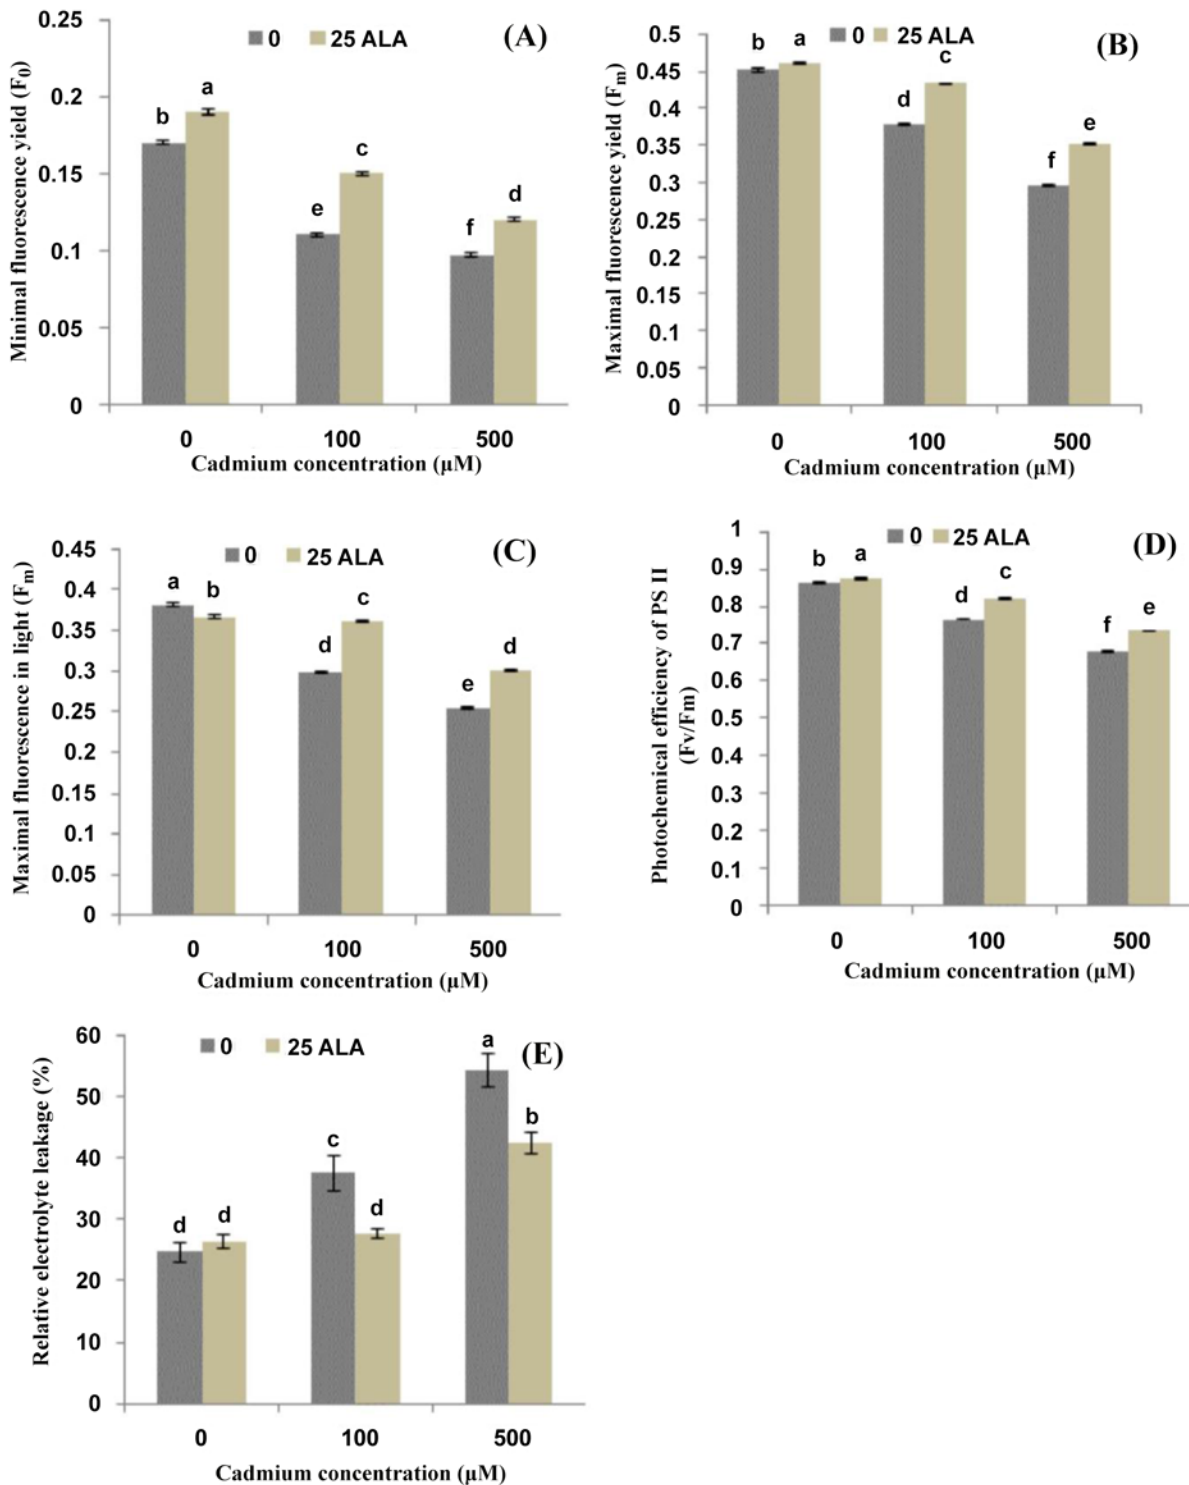 0.25
0.2
0.15
0.1
0.05
0
Minimal fluorescence yield (F0)
0 25 ALA
(A)
b a
e c
f d
0 100 500
Cadmium concentration (µM)
0.5
0.45
0.4
0.35
0.3
0.25
0.2
0.15
0.1
0.05
0
Maximal fluorescence yield (Fm)
0 25 ALA
(B)
b a
d c
f e
0 100 500
Cadmium concentration (µM)
0.45
0.4
0.35
0.3
0.25
0.2
0.15
0.1
0.05
0
Maximal fluorescence in light (Fm)
0 25 ALA
(C)
a b
d c
e d
0 100 500
Cadmium concentration (µM)
1
0.9
0.8
0.7
0.6
0.5
0.4
0.3
0.2
0.1
0
Photochemical efficiency of PS II
(Fv/Fm)
0 25 ALA
(D)
b a
d c
f e
0 100 500
Cadmium concentration (µM)
60
50
40
30
20
10
0
Relative electrolyte leakage (%)
0 25 ALA
(E)
d d
c d
a b
0 100 500
Cadmium concentration (µM)